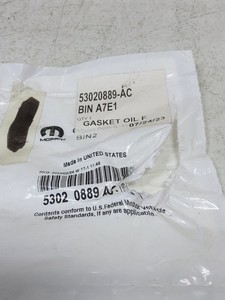 53020889-AC
BIN A7E1
GASKET OIL F
07/24/23
MOPAR
BIN2
Made in UNITED STATES
5302 0889 AC
Contents conform to U.S. Federal Motor Vehicle
Safety Standards, if any are applicable.